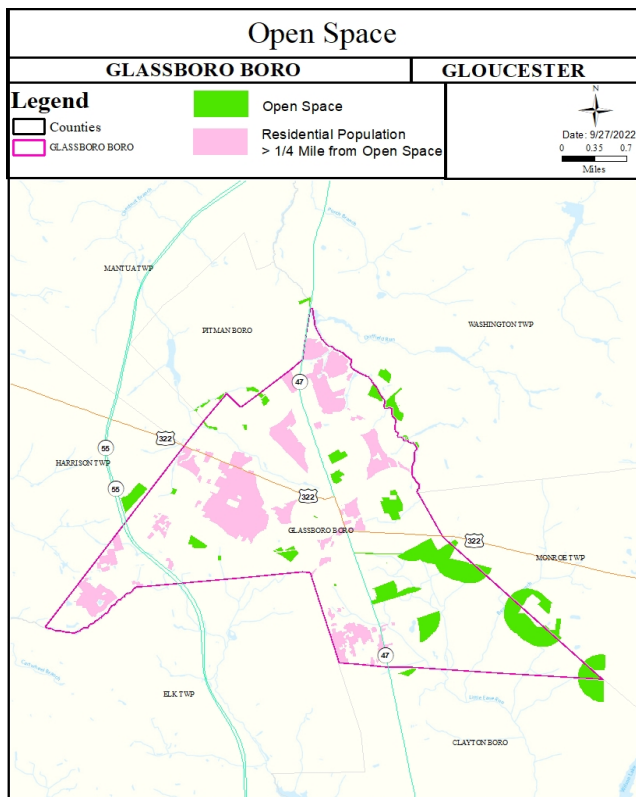 Open Space
GLASSBORO BORO
GLOUCESTER
Legend
Counties
GLASSBORO BORO
Open Space
Residential Population
> 1/4 Mile from Open Space
N
Date: 9/27/2022
0 0.35 0.7
Miles
MANTUA TWP
PITMAN BORO
WASHINGTON TWP
47
322
55
HARRISON TWP
55
322
GLASSBORO BORO
322
MONROE TWP
47
ELK TWP
CLAYTON BORO